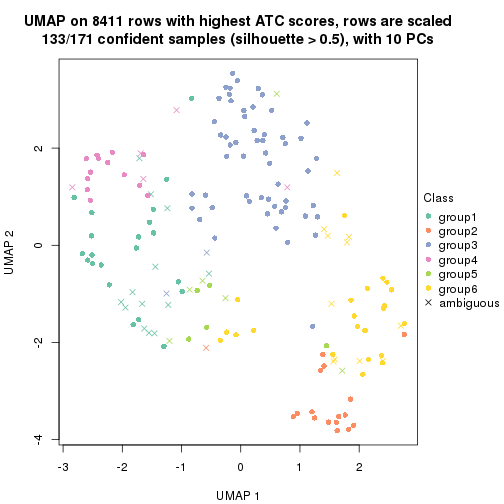 UMAP on 8411 rows with highest ATC scores, rows are scaled
133/171 confident samples (silhouette > 0.5), with 10 PCs
UMAP 2
2
0
-2
-4
-3
-2
-1
0
1
2
UMAP 1
Class
group1
group2
group3
group4
group5
group6
ambiguous